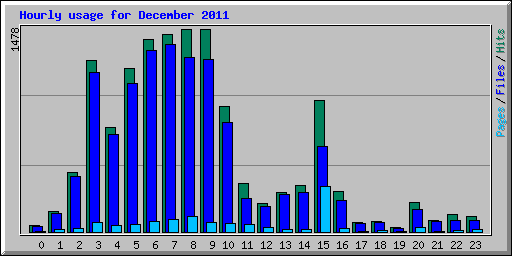 Hourly usage for December 2011
1478
Pages / Files / Hits
0 1 2 3 4 5 6 7 8 9 10 11 12 13 14 15 16 17 18 19 20 21 22 23